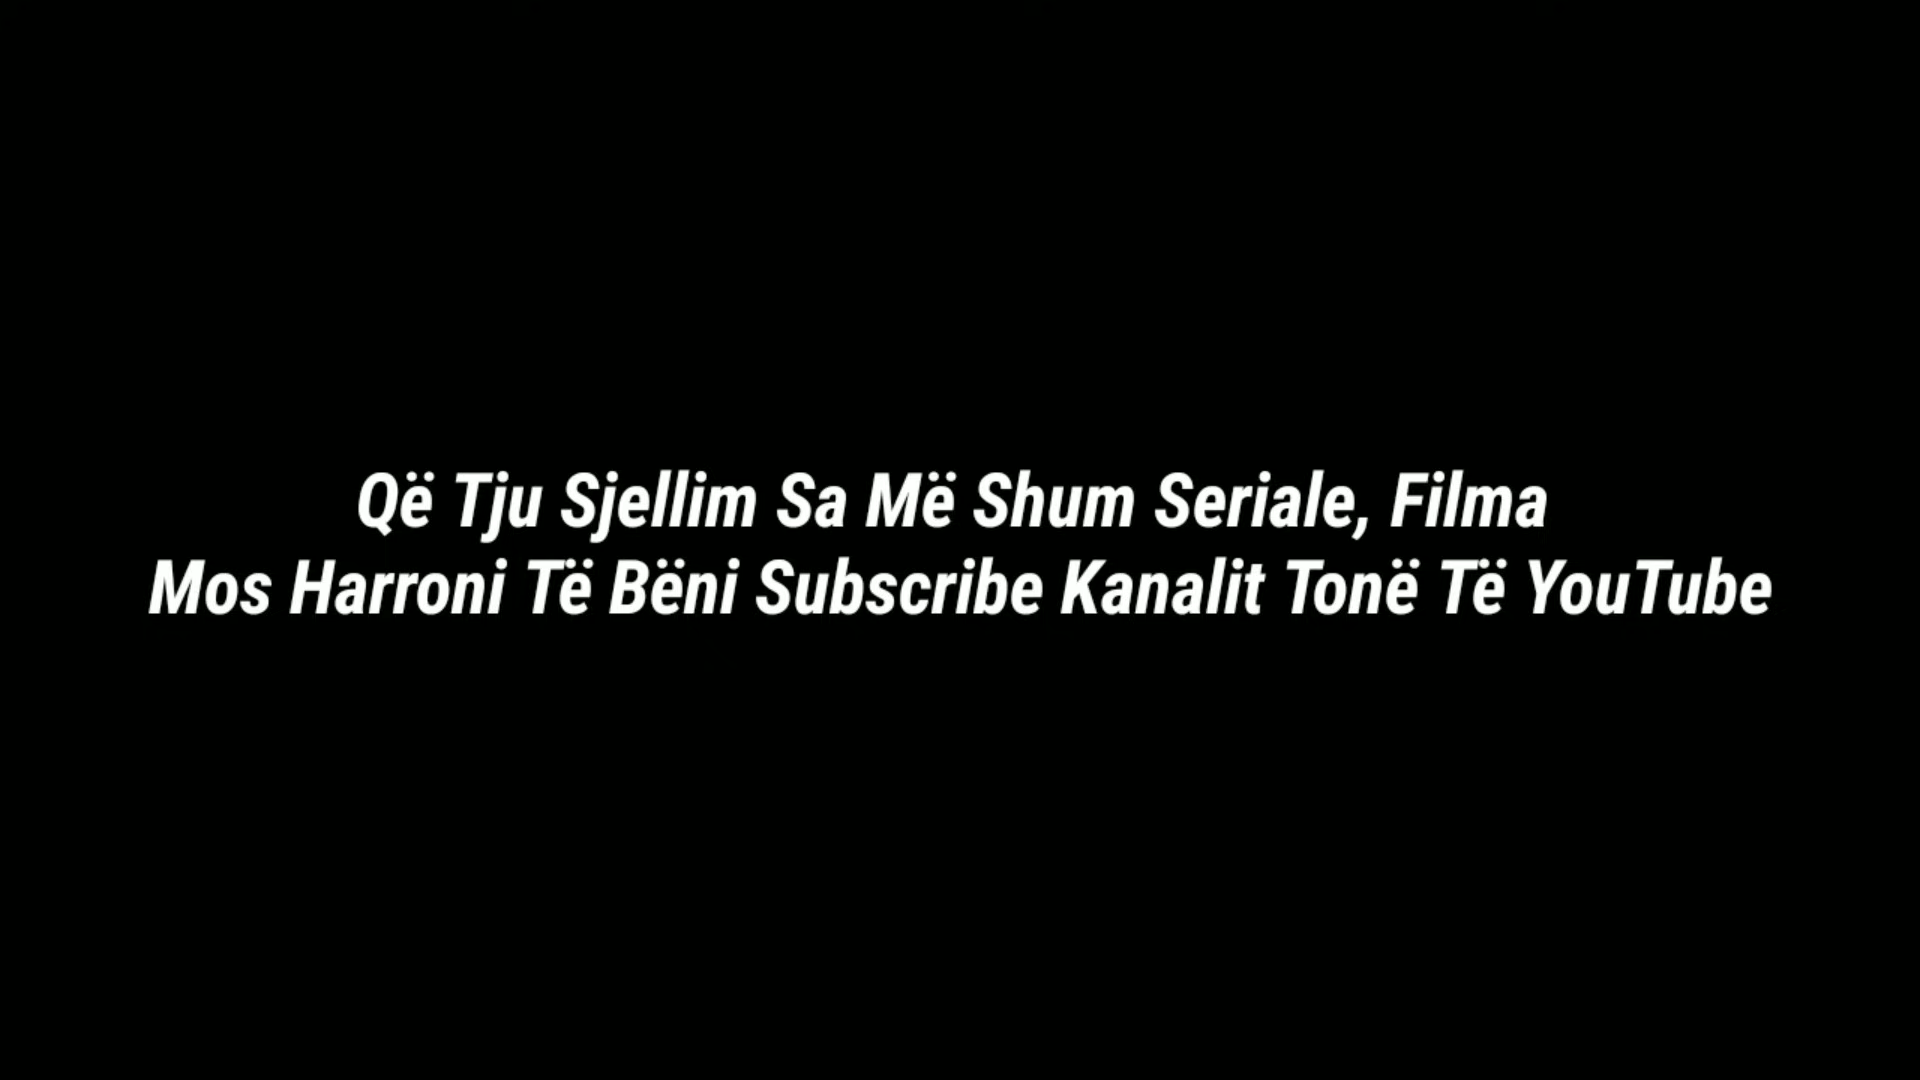 Që Tju Sjellim Sa Më Shum Seriale, Filma
Mos Harroni Të Bëni Subscribe Kanalit Tonë Të YouTube